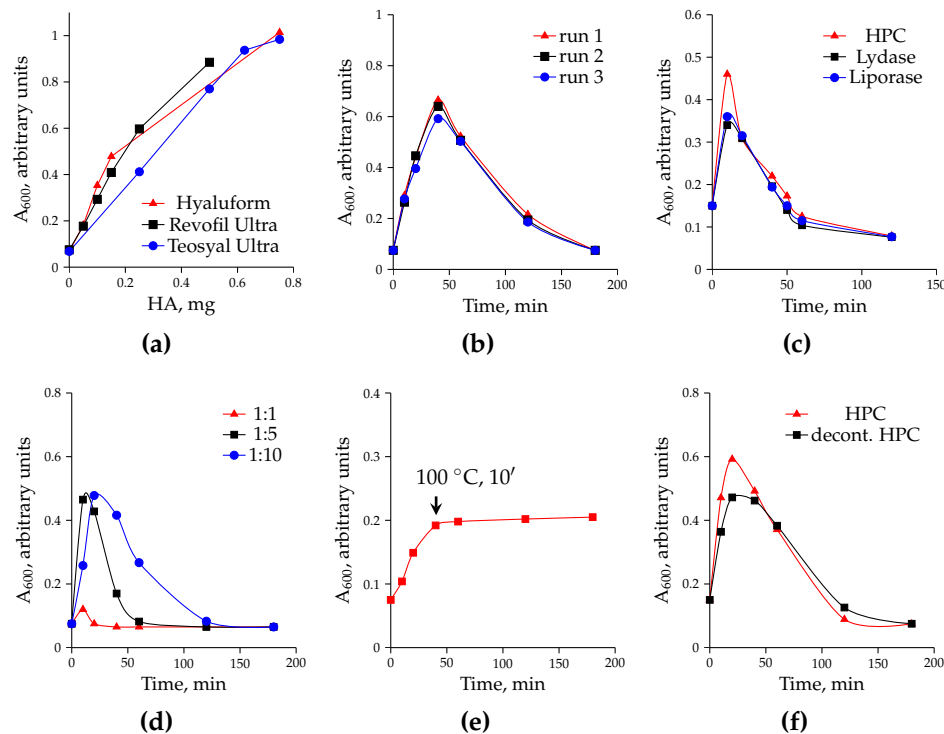 A600, arbitrary units
1
0.8
0.6
0.4
0.2
0
0 0.2 0.4 0.6 0.8
HA, mg
Hyaluform
Revofil Ultra
Teosyal Ultra
(a)
A600, arbitrary units
1
0.8
0.6
0.4
0.2
0
0 50 100 150 200
Time, min
run 1
run 2
run 3
(b)
A600, arbitrary units
0.6
0.5
0.4
0.3
0.2
0.1
0
0 50 100 150
Time, min
HPC
Lydase
Liporase
(c)
A600, arbitrary units
0.8
0.6
0.4
0.2
0
0 50 100 150 200
Time, min
1:1
1:5
1:10
(d)
A600, arbitrary units
0.4
0.3
0.2
0.1
0
0 50 100 150 200
Time, min
100 °C, 10′
(e)
A600, arbitrary units
0.8
0.6
0.4
0.2
0
0 50 100 150 200
Time, min
HPC
decont. HPC
(f)